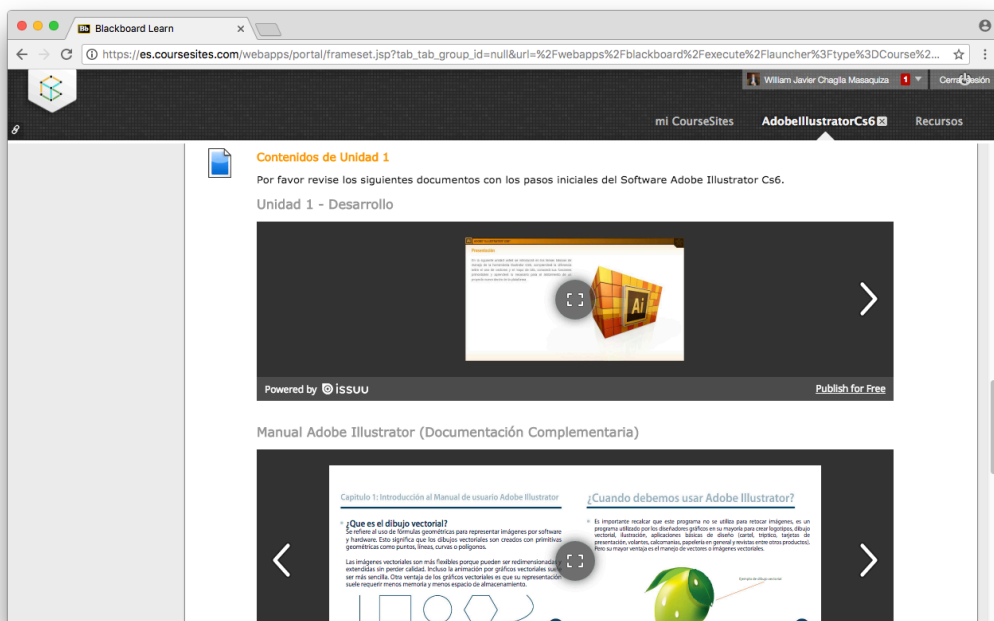 Blackboard Learn
https://es.coursesites.com/webapps/portal/frameset.jsp?tab_tab_group_id=null&url=%2Fwebapps%2Fblackboard%2Fexecute%2Flauncher%3Ftype%3DCourse%2...
William Javier Chaglla Masaquiza 1 Cerrar sesión
mi CourseSites AdobeIllustratorCs6 Recursos
Contenidos de Unidad 1
Por favor revise los siguientes documentos con los pasos iniciales del Software Adobe Illustrator Cs6.
Unidad 1 - Desarrollo
Presentación
Ai
Powered by issuu Publish for Free
Manual Adobe Illustrator (Documentación Complementaria)
Capítulo 1: Introducción al Manual de usuario Adobe Illustrator
¿Que es el dibujo vectorial?
Se refiere al uso de fórmulas geométricas para representar imágenes por software
y hardware. Esto significa que los dibujos vectoriales son creados con primitivas
geométricas como puntos, líneas, curvas o polígonos.
Las imágenes vectoriales son más flexibles porque pueden ser redimensionadas y
extendidas sin perder calidad. Incluso la animación por gráficos vectoriales suele
ser más sencilla. Otra ventaja de los gráficos vectoriales es que su representación
suele requerir menos memoria y menos espacio de almacenamiento.
¿Cuando debemos usar Adobe Illustrator?
Es importante recalcar que este programa no se utiliza para retocar imágenes, es un
programa utilizado por los diseñadores gráficos en su mayoría para crear logotipos, dibujo
vectorial, ilustración, aplicaciones básicas de diseño (cartel, tríptico, tarjetas de
presentación, volantes, calcomanías, papelería en general y revistas entre otros productos).
Pero su mayor ventaja es el manejo de vectores o imágenes vectoriales.
Ejemplo de dibujo vectorial